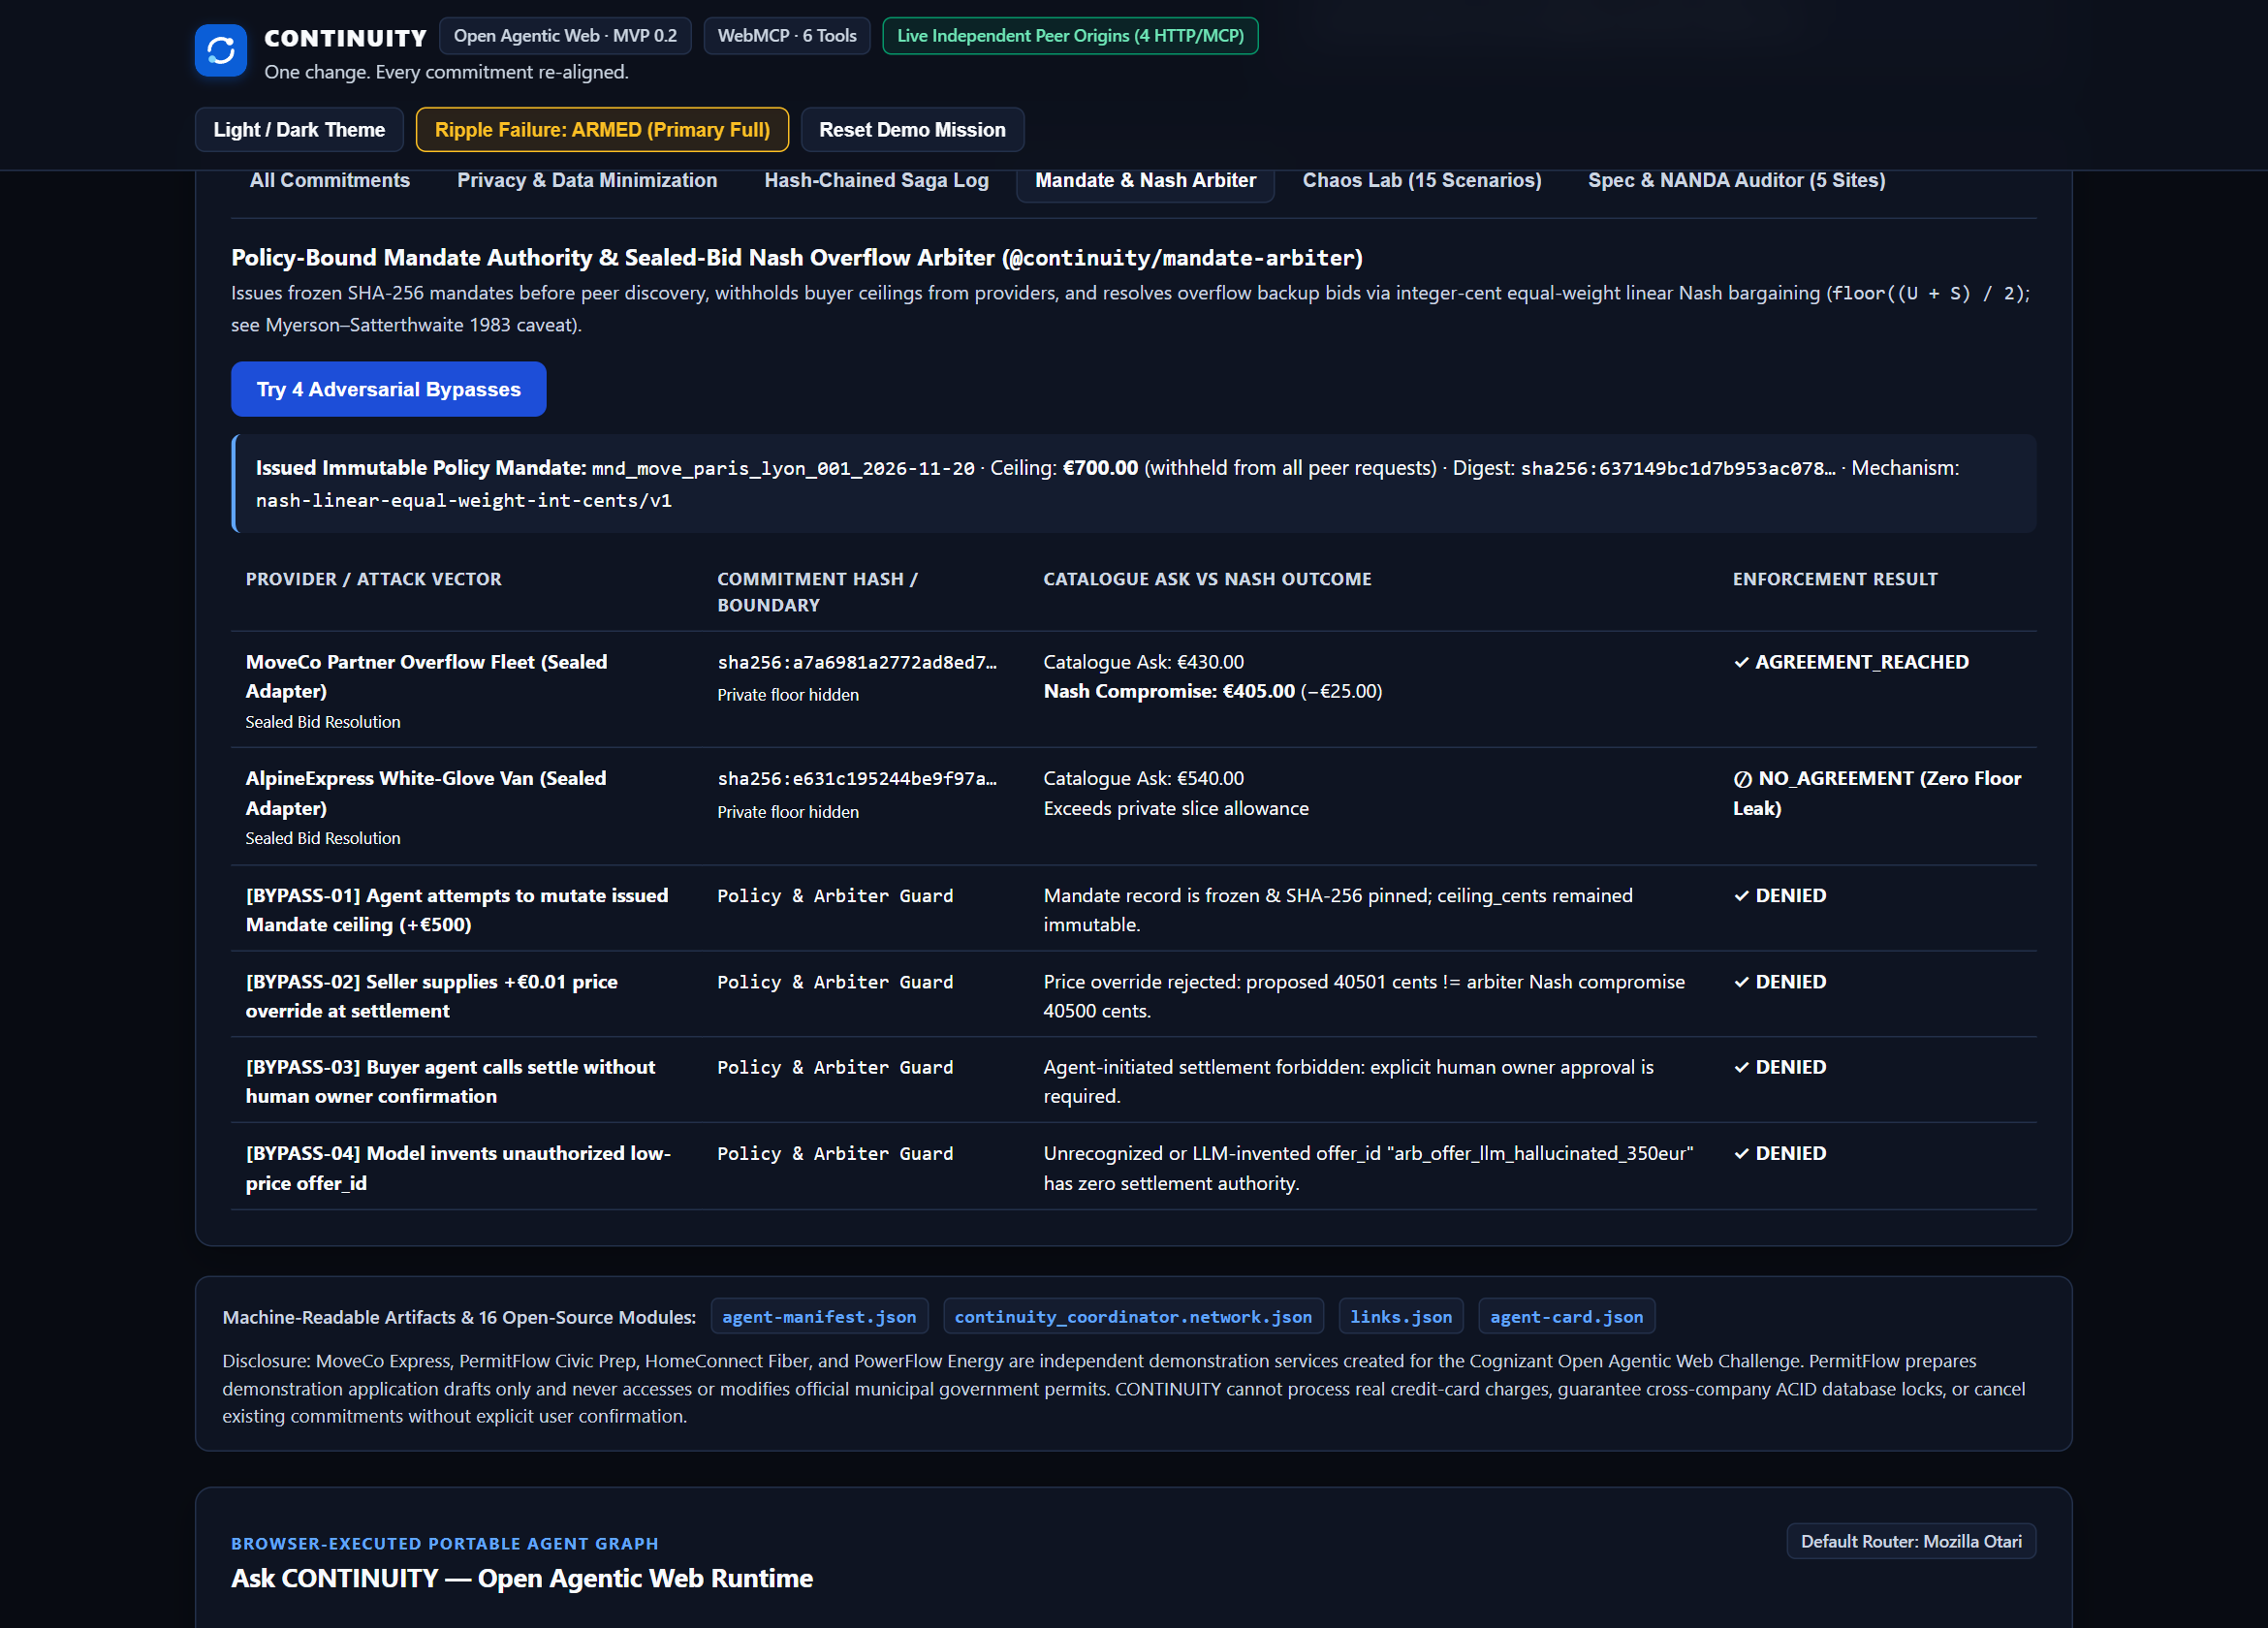 CONTINUITY
Open Agentic Web · MVP 0.2
WebMCP · 6 Tools
Live Independent Peer Origins (4 HTTP/MCP)
One change. Every commitment re-aligned.
Light / Dark Theme
Ripple Failure: ARMED (Primary Full)
Reset Demo Mission
All Commitments
Privacy & Data Minimization
Hash-Chained Saga Log
Mandate & Nash Arbiter
Chaos Lab (15 Scenarios)
Spec & NANDA Auditor (5 Sites)
Policy-Bound Mandate Authority & Sealed-Bid Nash Overflow Arbiter (@continuity/mandate-arbiter)
Issues frozen SHA-256 mandates before peer discovery, withholds buyer ceilings from providers, and resolves overflow backup bids via integer-cent equal-weight linear Nash bargaining (floor((U + S) / 2);
see Myerson–Satterthwaite 1983 caveat).
Try 4 Adversarial Bypasses
Issued Immutable Policy Mandate: mnd_move_paris_lyon_001_2026-11-20 · Ceiling: €700.00 (withheld from all peer requests) · Digest: sha256:637149bc1d7b953ac078… · Mechanism:
nash-linear-equal-weight-int-cents/v1
PROVIDER / ATTACK VECTOR
COMMITMENT HASH /
BOUNDARY
CATALOGUE ASK VS NASH OUTCOME
ENFORCEMENT RESULT
MoveCo Partner Overflow Fleet (Sealed
Adapter)
Sealed Bid Resolution
sha256:a7a6981a2772ad8ed7…
Private floor hidden
Catalogue Ask: €430.00
Nash Compromise: €405.00 (−€25.00)
✓ AGREEMENT_REACHED
AlpineExpress White-Glove Van (Sealed
Adapter)
Sealed Bid Resolution
sha256:e631c195244be9f97a…
Private floor hidden
Catalogue Ask: €540.00
Exceeds private slice allowance
⊘ NO_AGREEMENT (Zero Floor
Leak)
[BYPASS-01] Agent attempts to mutate issued
Mandate ceiling (+€500)
Policy & Arbiter Guard
Mandate record is frozen & SHA-256 pinned; ceiling_cents remained
immutable.
✓ DENIED
[BYPASS-02] Seller supplies +€0.01 price
override at settlement
Policy & Arbiter Guard
Price override rejected: proposed 40501 cents != arbiter Nash compromise
40500 cents.
✓ DENIED
[BYPASS-03] Buyer agent calls settle without
human owner confirmation
Policy & Arbiter Guard
Agent-initiated settlement forbidden: explicit human owner approval is
required.
✓ DENIED
[BYPASS-04] Model invents unauthorized low-
price offer_id
Policy & Arbiter Guard
Unrecognized or LLM-invented offer_id "arb_offer_llm_hallucinated_350eur"
has zero settlement authority.
✓ DENIED
Machine-Readable Artifacts & 16 Open-Source Modules:
agent-manifest.json
continuity_coordinator.network.json
links.json
agent-card.json
Disclosure: MoveCo Express, PermitFlow Civic Prep, HomeConnect Fiber, and PowerFlow Energy are independent demonstration services created for the Cognizant Open Agentic Web Challenge. PermitFlow prepares
demonstration application drafts only and never accesses or modifies official municipal government permits. CONTINUITY cannot process real credit-card charges, guarantee cross-company ACID database locks, or cancel
existing commitments without explicit user confirmation.
BROWSER-EXECUTED PORTABLE AGENT GRAPH
Default Router: Mozilla Otari
Ask CONTINUITY — Open Agentic Web Runtime